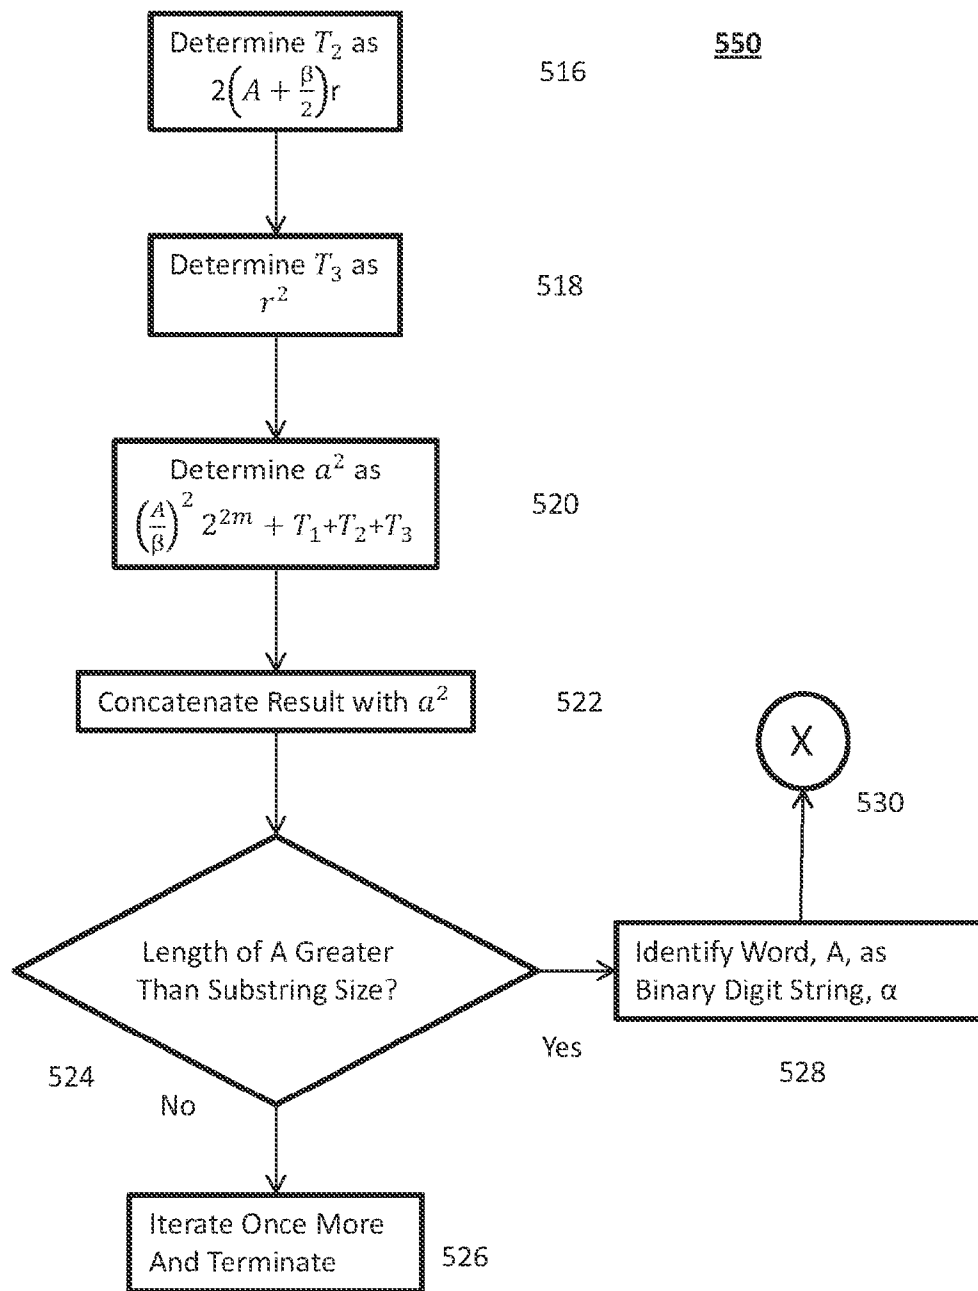 Determine T₂ as
2(A + β/2)r
516
550
Determine T₃ as
r²
518
Determine a² as
(A/β)² 2²ᵐ + T₁+T₂+T₃
520
Concatenate Result with a²
522
X
530
Length of A Greater
Than Substring Size?
Identify Word, A, as
Binary Digit String, α
Yes
528
524
No
Iterate Once More
And Terminate
526